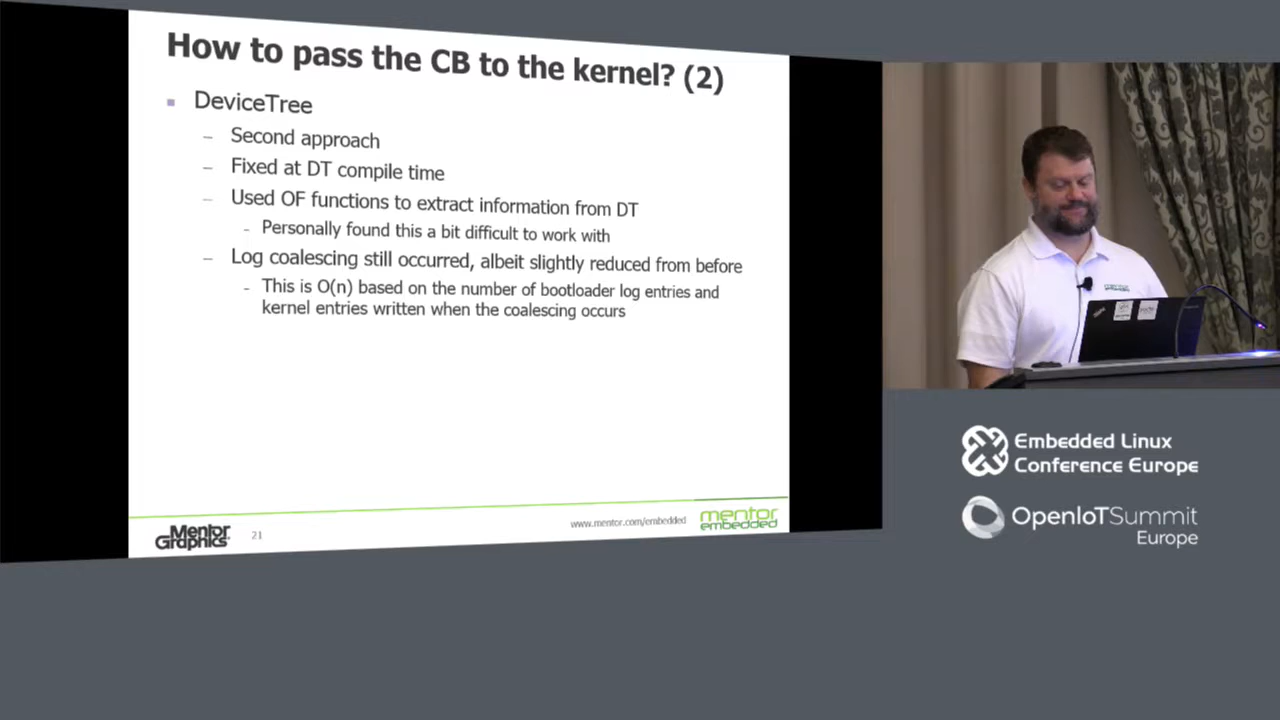 How to pass the CB to the kernel? (2)
DeviceTree
– Second approach
– Fixed at DT compile time
– Used OF functions to extract information from DT
- Personally found this a bit difficult to work with
– Log coalescing still occurred, albeit slightly reduced from before
- This is O(n) based on the number of bootloader log entries and
kernel entries written when the coalescing occurs
Mentor
Graphics
21
www.mentor.com/embedded
mentor
embedded
Embedded Linux
Conference Europe
OpenIoTSummit
Europe